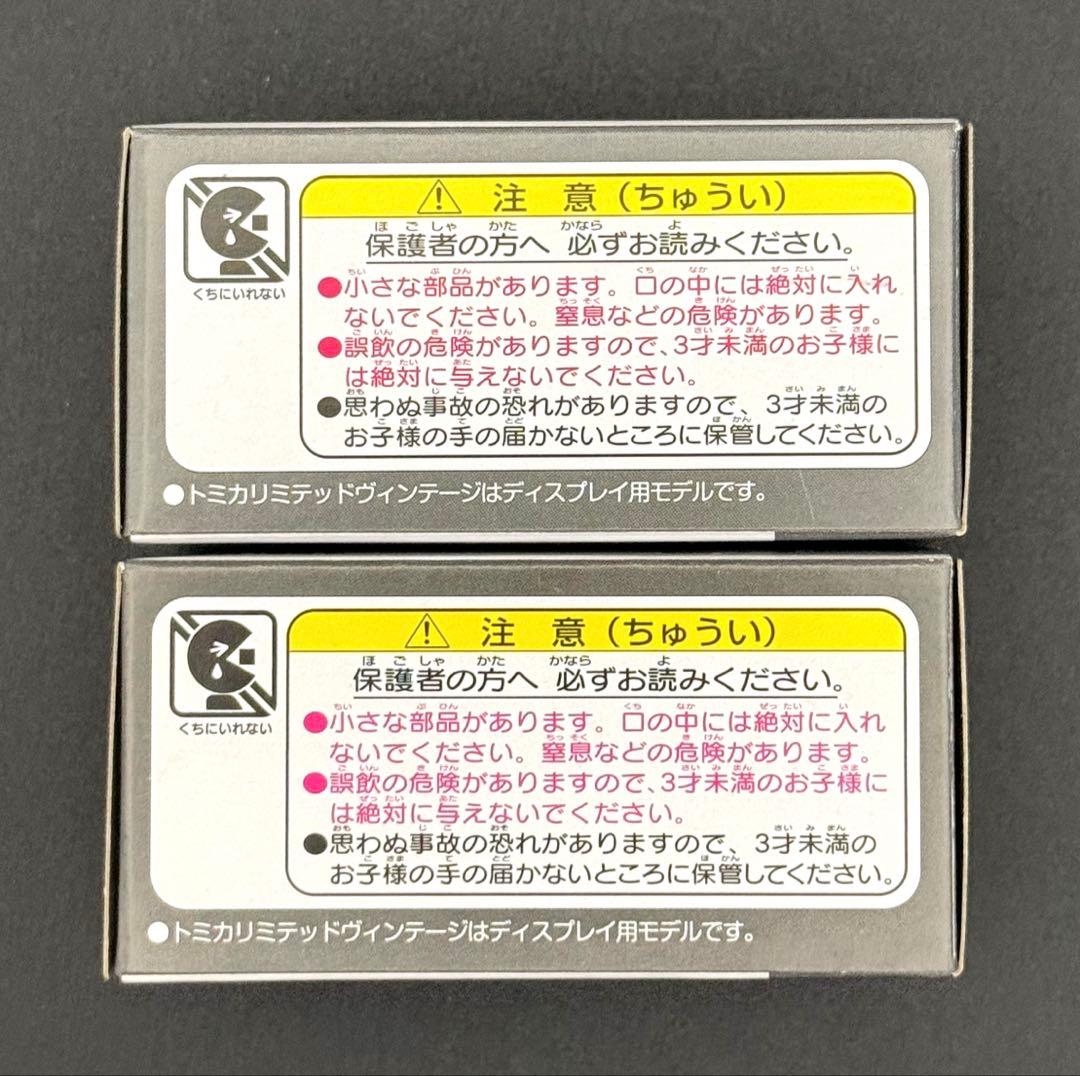 注 意（ちゅうい）
保護者の方へ 必ずお読みください。
くちにいれない
●小さな部品があります。口の中には絶対に入れ
ないでください。窒息などの危険があります。
●誤飲の危険がありますので、3才未満のお子様に
は絶対に与えないでください。
●思わぬ事故の恐れがありますので、3才未満の
お子様の手の届かないところに保管してください。
●トミカリミテッドヴィンテージはディスプレイ用モデルです。
注 意（ちゅうい）
保護者の方へ 必ずお読みください。
くちにいれない
●小さな部品があります。口の中には絶対に入れ
ないでください。窒息などの危険があります。
●誤飲の危険がありますので、3才未満のお子様に
は絶対に与えないでください。
●思わぬ事故の恐れがありますので、3才未満の
お子様の手の届かないところに保管してください。
●トミカリミテッドヴィンテージはディスプレイ用モデルです。